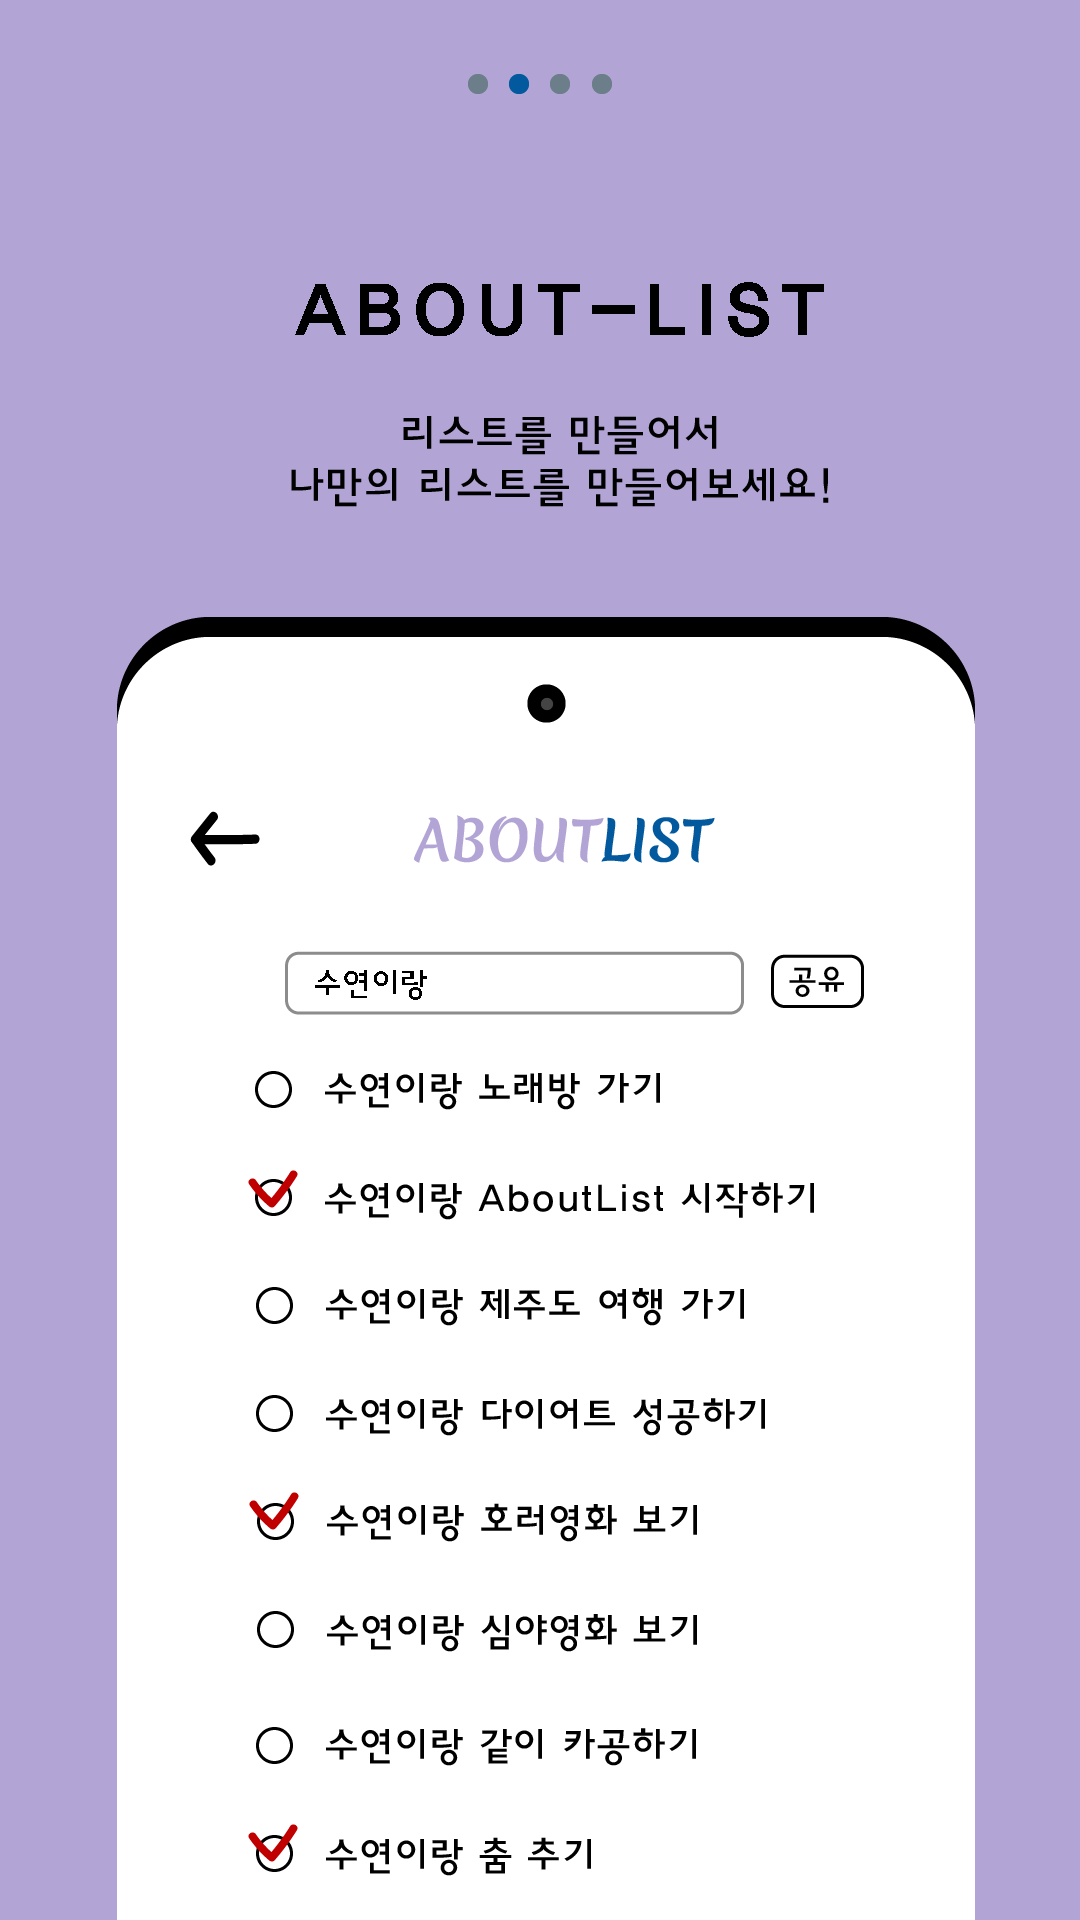 ABOUT-LIST
리스트를 만들어서
나만의 리스트를 만들어보세요!
ABOUTLIST
수연이랑
공유
수연이랑 노래방 가기
수연이랑 AboutList 시작하기
수연이랑 제주도 여행 가기
수연이랑 다이어트 성공하기
수연이랑 호러영화 보기
수연이랑 심야영화 보기
수연이랑 같이 카공하기
수연이랑 춤 추기